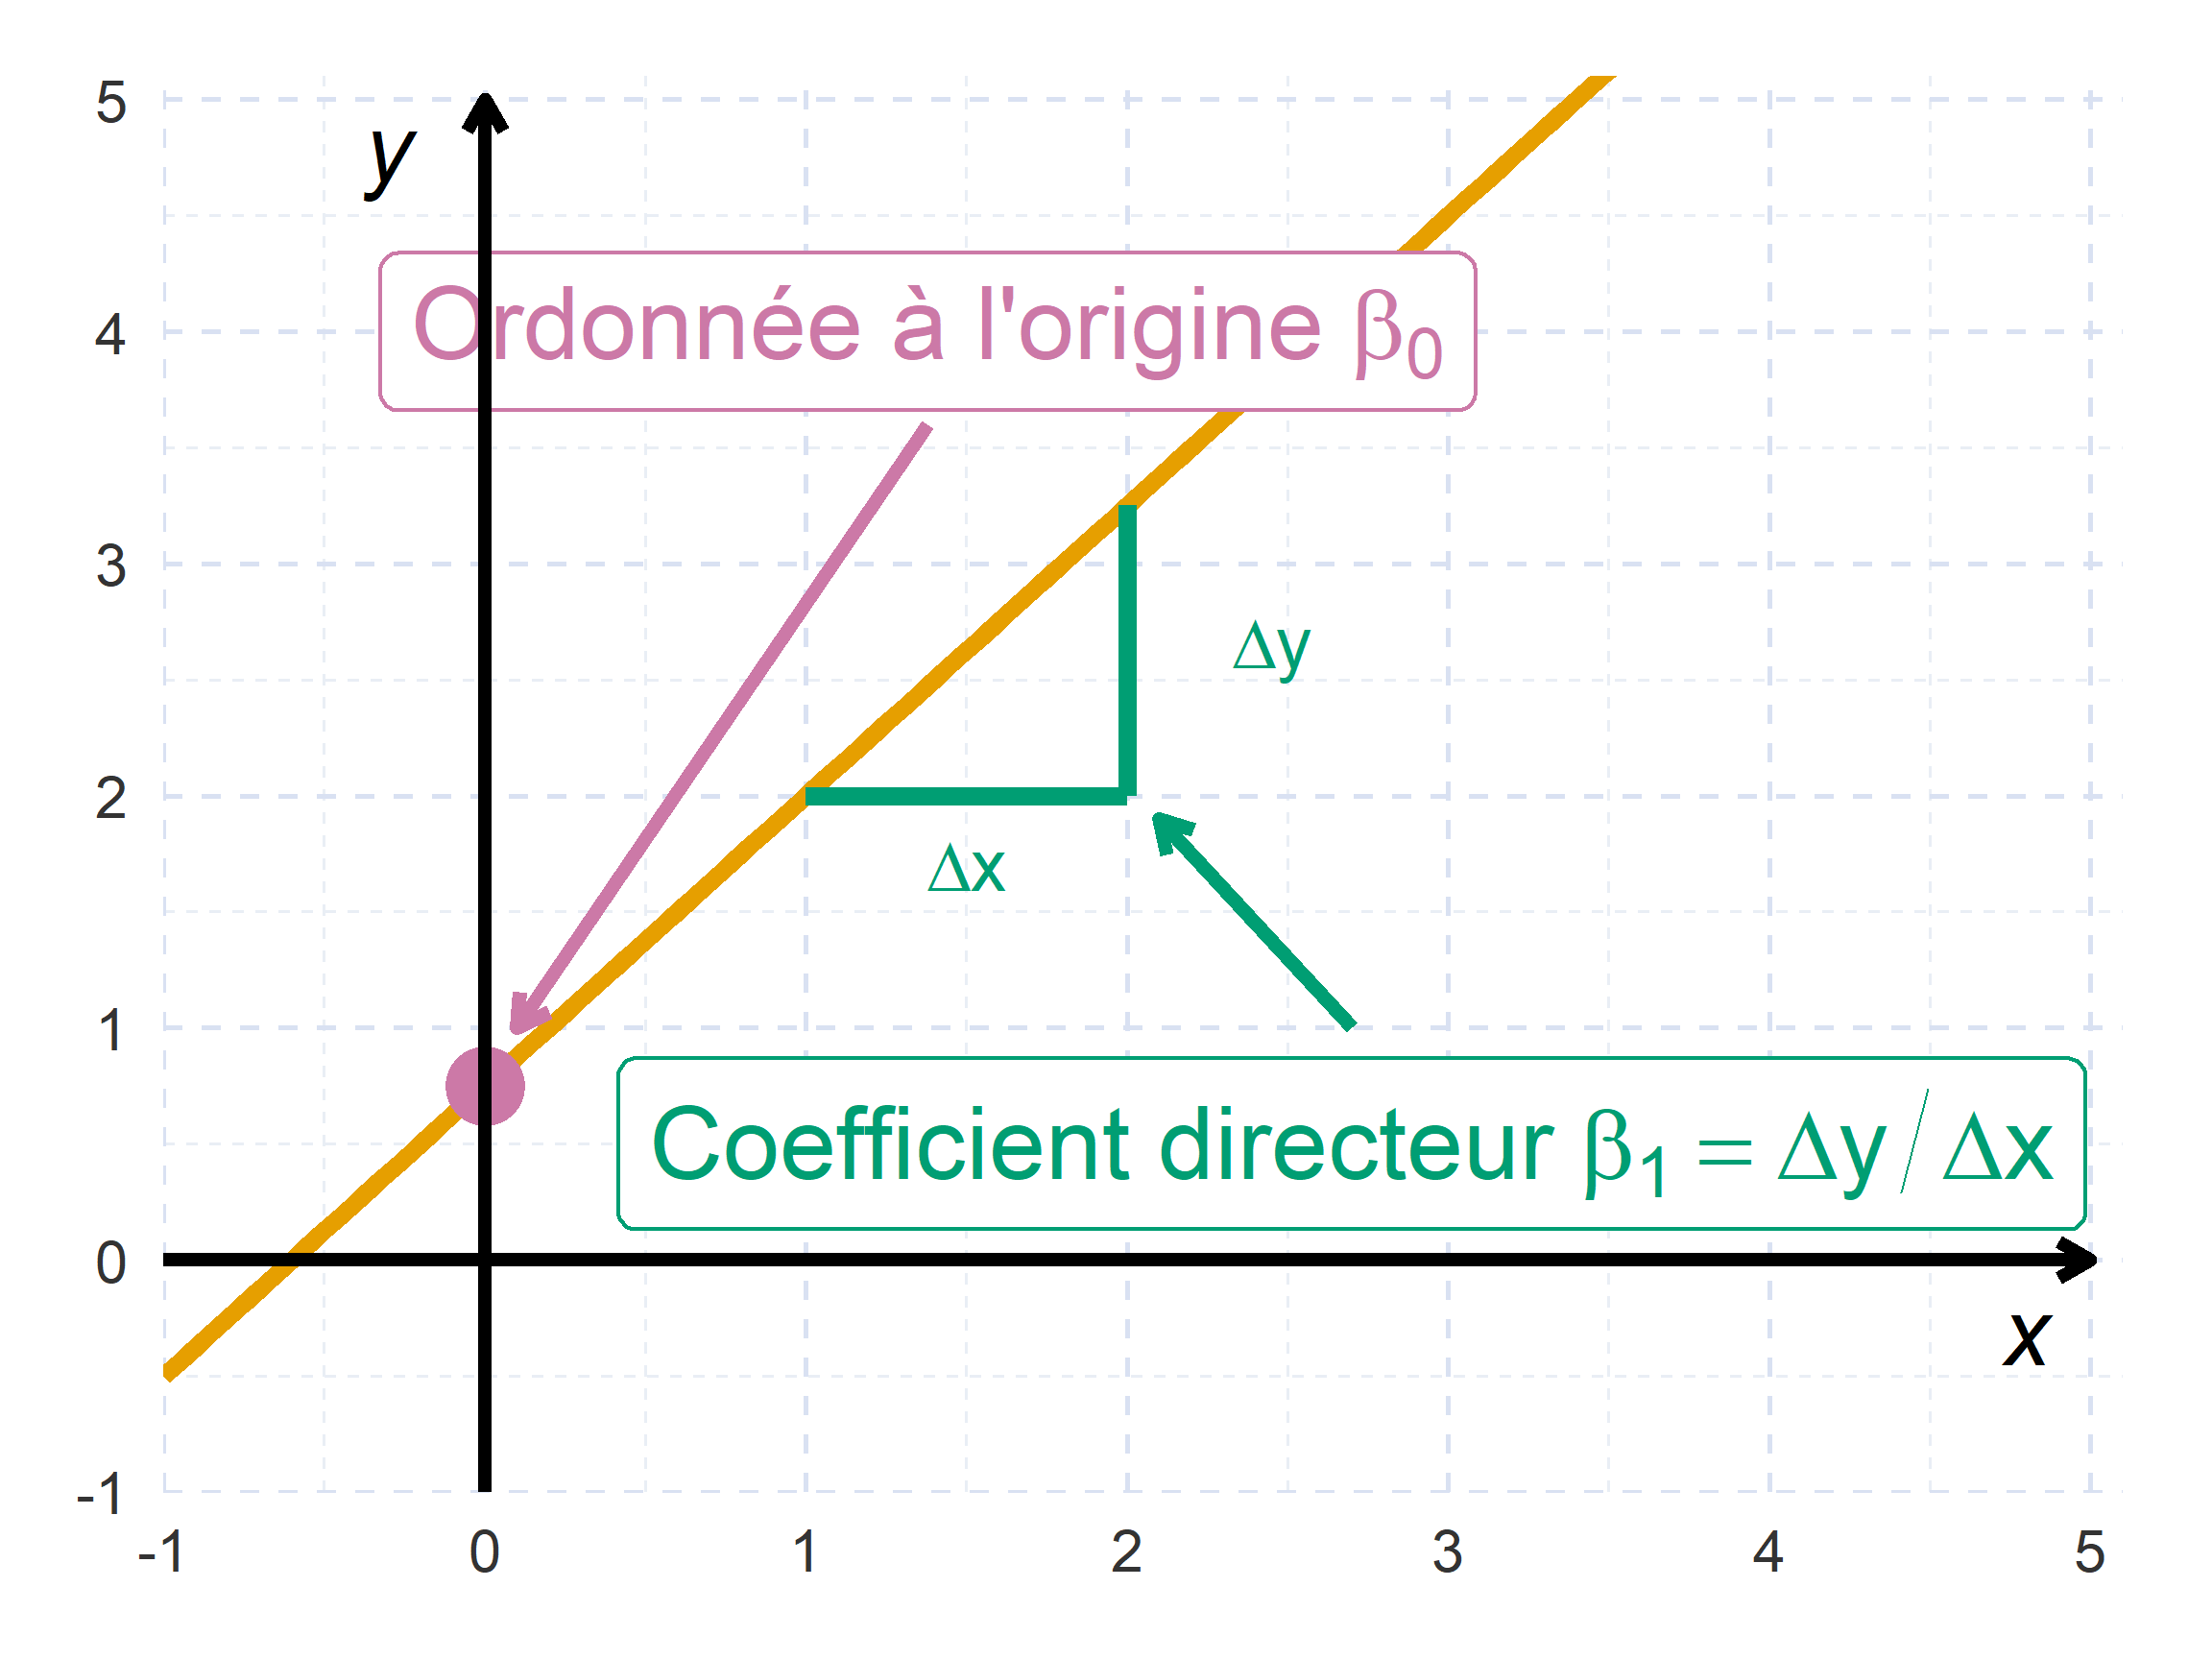 5
y
Ordonnée à l'origine β₀
4
3
Δy
2
Δx
1
Coefficient directeur β₁ = Δy/Δx
0
x
-1
-1 0 1 2 3 4 5